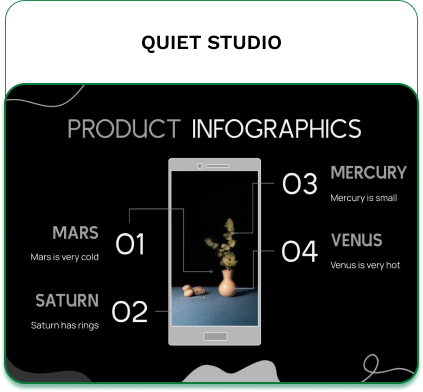 QUIET STUDIO
PRODUCT INFOGRAPHICS
MARS
Mars is very cold
01
SATURN
Saturn has rings
02
03
MERCURY
Mercury is small
04
VENUS
Venus is very hot